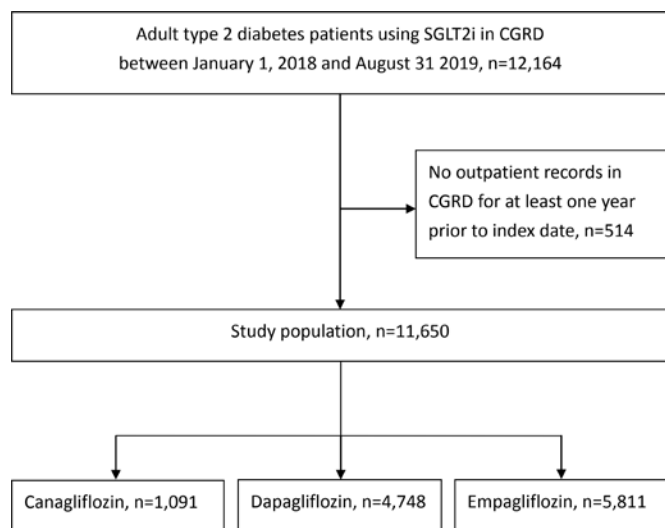 Adult type 2 diabetes patients using SGLT2i in CGRD
between January 1, 2018 and August 31 2019, n=12,164
No outpatient records in
CGRD for at least one year
prior to index date, n=514
Study population, n=11,650
Canagliflozin, n=1,091
Dapagliflozin, n=4,748
Empagliflozin, n=5,811